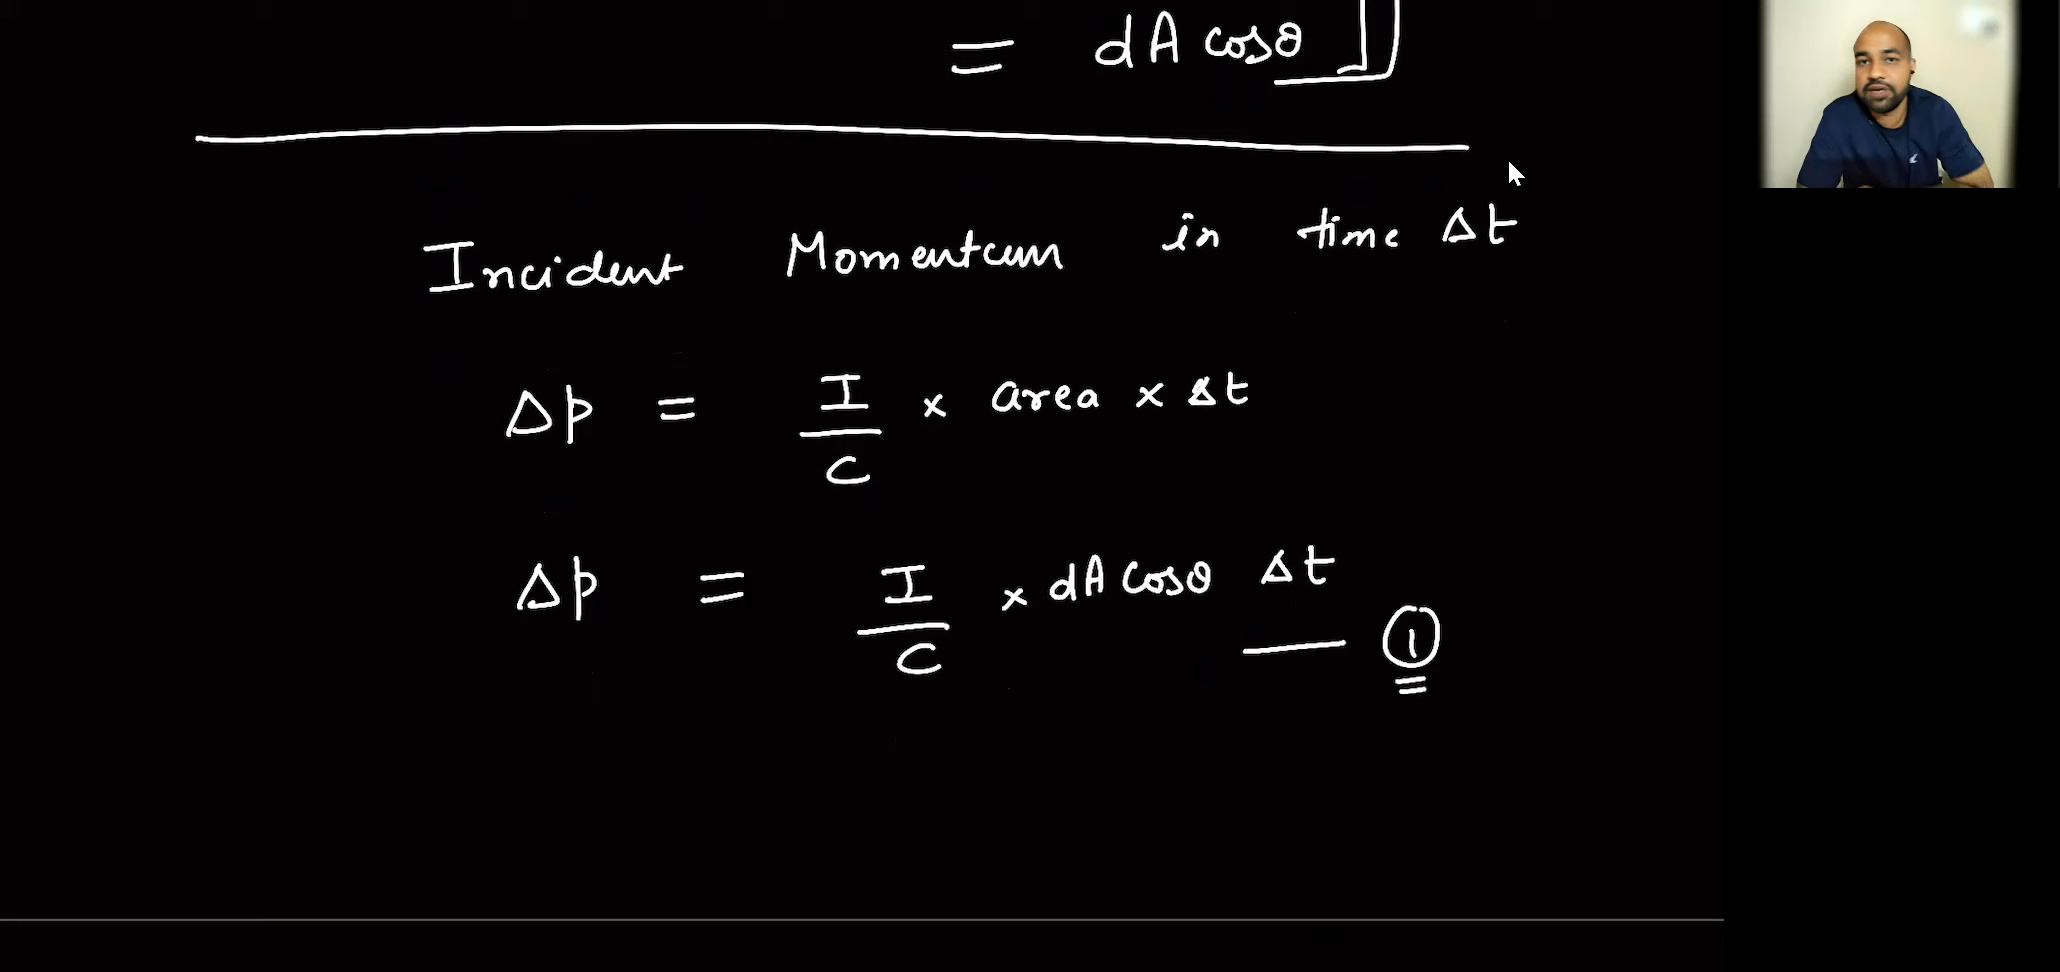 = dA cosθ
Incident Momentum in time Δt
Δp = I/C × area × Δt
Δp = I/C × dA cosθ Δt
— ①